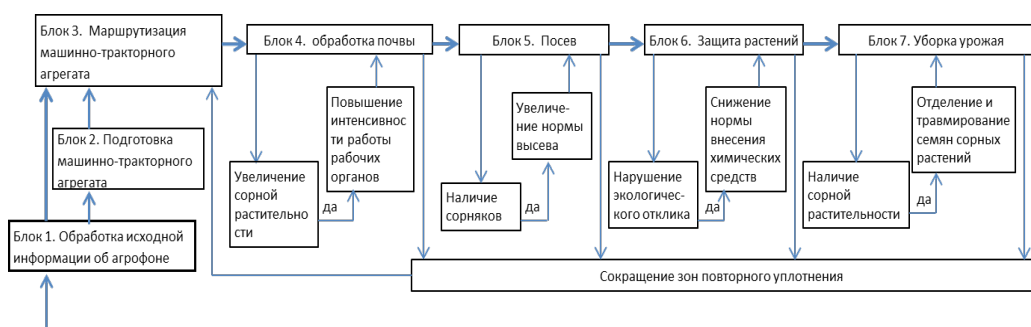 Блок 3. Маршрутизация
машинно-тракторного
агрегата
Блок 4. обработка почвы
Блок 5. Посев
Блок 6. Защита растений
Блок 7. Уборка урожая
Повышение
интенсивнос
ти работы
рабочих
органов
Увеличе-
ние нормы
высева
Снижение
нормы
внесения
химических
средств
Отделение и
травмирование
семян сорных
растений
Блок 2. Подготовка
машинно-тракторного
агрегата
Увеличение
сорной
растительно
сти
да
Наличие
сорняков
да
Нарушение
экологичес-
кого отклика
да
Наличие
сорной
растительности
да
Блок 1. Обработка исходной
информации об агрофоне
Сокращение зон повторного уплотнения